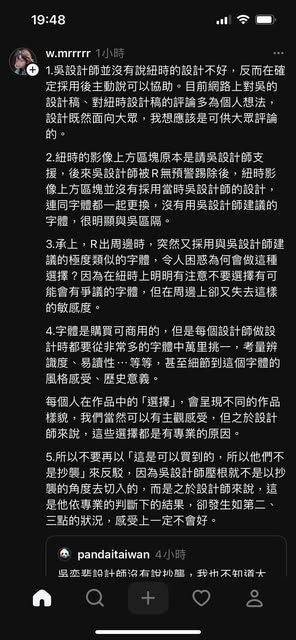 19:48
w.mrrrrr 1小時
1.吳設計師並沒有說紐時的設計不好，反而在確
定採用後主動說可以協助。目前網路上對吳的
設計稿、對紐時設計稿的評論多為個人想法，
設計既然面向大眾，我想應該是可供大眾評論
的。
2.紐時的影像上方區塊原本是請吳設計師支
援，後來吳設計師被R無預警踢除後，紐時影
像上方區塊並沒有採用當時吳設計師的設計，
連同字體都一起更換，沒有用吳設計師建議的
字體，很明顯與吳區隔。
3.承上，R出周邊時，突然又採用與吳設計師建
議的極度類似的字體，令人困惑為何會做這種
選擇？因為在紐時上明明有注意不要選擇有可
能會有爭議的字體，但在周邊上卻又失去這樣
的敏感度。
4.字體是購買可商用的，但是每個設計師做設
計時都要從非常多的字體中萬里挑一，考量辨
識度、易讀性⋯等等，甚至細節到這個字體的
風格感受、歷史意義。
每個人在作品中的「選擇」，會呈現不同的作品
樣貌，我們當然可以有主觀感受，但之於設計
師來說，這些選擇都是有專業的原因。
5.所以不要再以「這是可以買到的，所以他們不
是抄襲」來反駁，因為吳設計師壓根就不是以抄
襲的角度去切入的，而是之於設計師來說，這
是他依專業的判斷下的結果，卻發生如第二、
三點的狀況，感受上一定不會好。
pandaitaiwan 4小時
吳奕裴設計師沒有說抄襲，我也不知道大